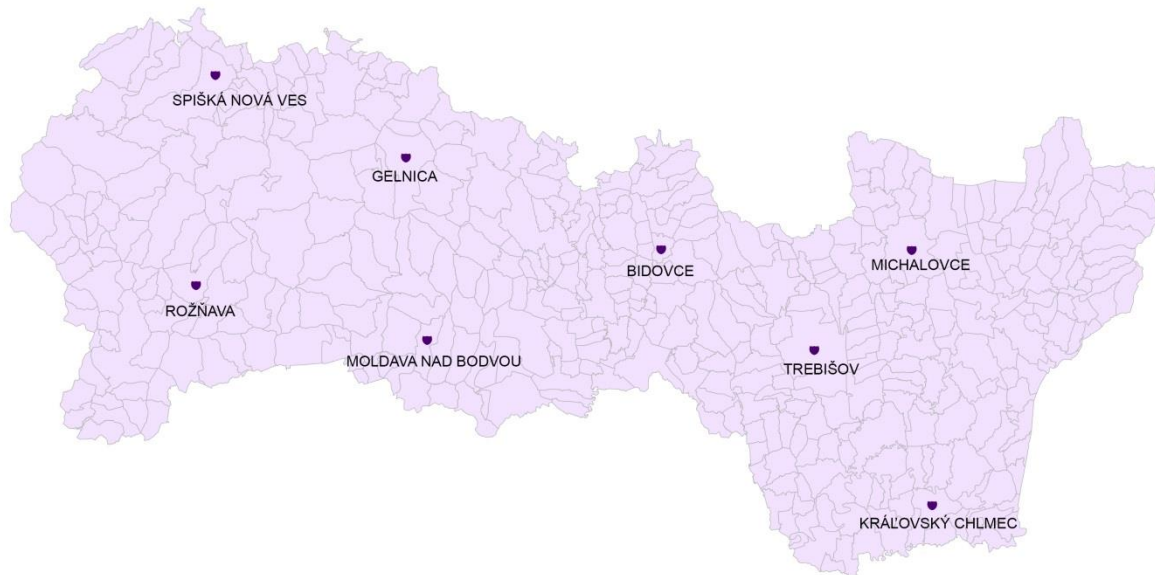 SPIŠKÁ NOVÁ VES
GELNICA
BIDOVCE
MICHALOVCE
ROŽŇAVA
MOLDAVA NAD BODVOU
TREBIŠOV
KRÁĽOVSKÝ CHLMEC